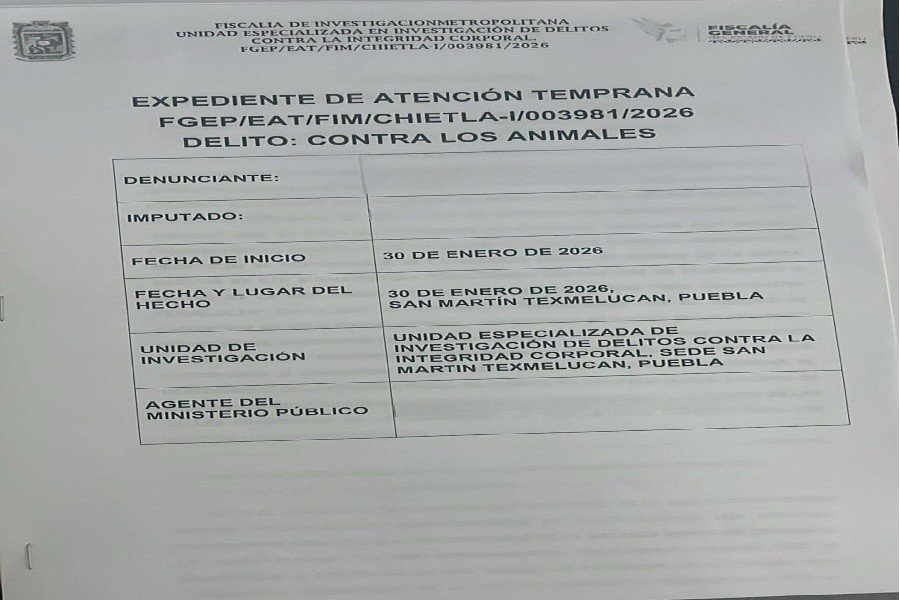 FISCALIA DE INVESTIGACIONMETROPOLITANA
UNIDAD ESPECIALIZADA EN INVESTIGACIÓN DE DELITOS
CONTRA LA INTEGRIDAD CORPORAL.
FGEP/EAT/FIM/CHIETLA-I/003981/2026
FISCALÍA
GENERAL
EXPEDIENTE DE ATENCIÓN TEMPRANA
FGEP/EAT/FIM/CHIETLA-I/003981/2026
DELITO: CONTRA LOS ANIMALES
DENUNCIANTE:
IMPUTADO:
FECHA DE INICIO
30 DE ENERO DE 2026
FECHA Y LUGAR DEL
HECHO
30 DE ENERO DE 2026,
SAN MARTÍN TEXMELUCAN, PUEBLA
UNIDAD DE
INVESTIGACIÓN
UNIDAD ESPECIALIZADA DE
INVESTIGACIÓN DE DELITOS CONTRA LA
INTEGRIDAD CORPORAL. SEDE SAN
MARTIN TEXMELUCAN, PUEBLA
AGENTE DEL
MINISTERIO PÚBLICO